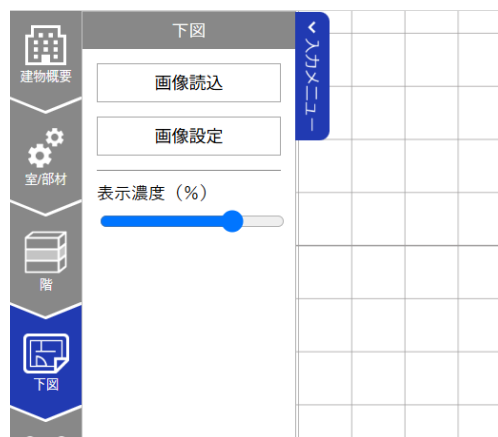 建物概要
室/部材
階
下図
下図
画像読込
画像設定
表示濃度（%）
入力メニュー